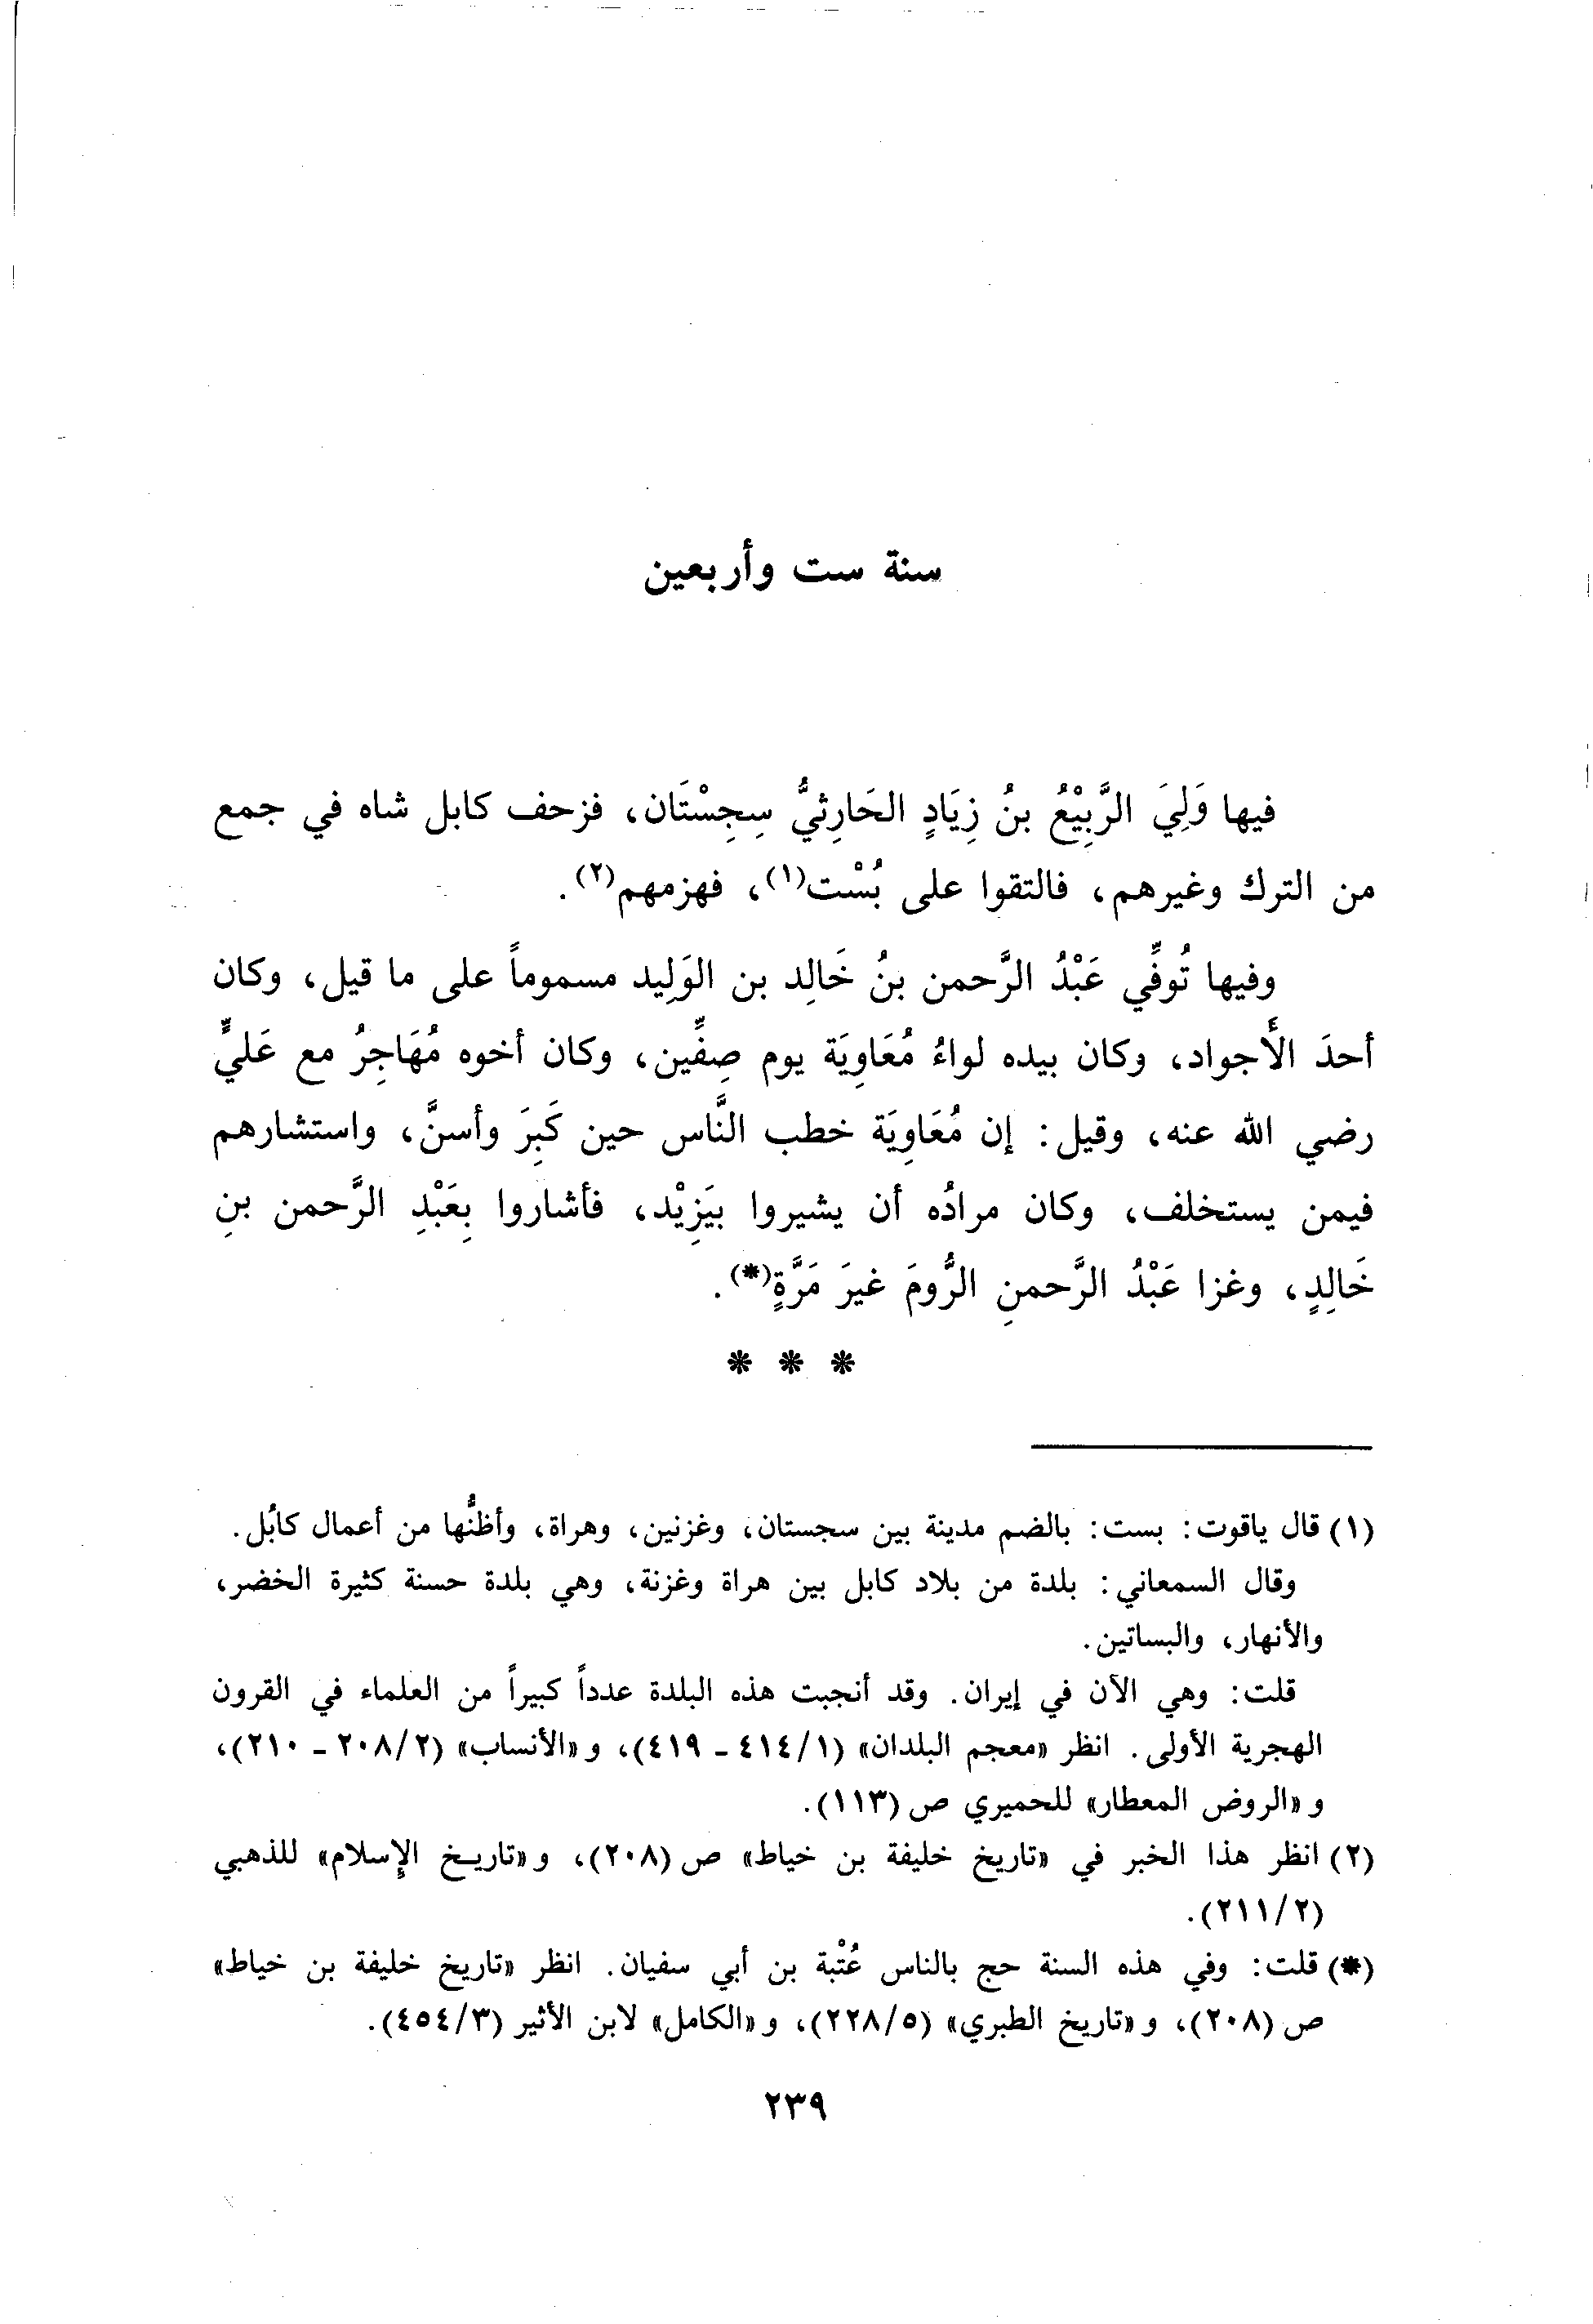 سنة ست وأربعين
فيها وَلِيَ الرَّبِيْعُ بنُ زِيَادٍ الحَارِثيُّ سِجِسْتَان، فزحف كابل شاه في جمع
من الترك وغيرهم، فالتقوا على بُسْت(١)، فهزمهم(٢).
وفيها تُوفِّي عَبْدُ الرَّحمن بنُ خَالِد بن الوَلِيد مسموماً على ما قيل، وكان
أحدَ الأَجواد، وكان بيده لواءُ مُعَاوِيَة يوم صِفِّين، وكان أخوه مُهَاجِرُ مع عَليٍّ
رضي الله عنه، وقيل: إن مُعَاوِيَة خطب النَّاس حين كَبِرَ وأسنَّ، واستشارهم
فيمن يستخلف، وكان مرادُه أن يشيروا بيَزِيْد، فأشاروا بِعَبْدِ الرَّحمن بنِ
خَالِدٍ، وغزا عَبْدُ الرَّحمنِ الرُّومَ غيرَ مَرَّةٍ(*).
* * *
(١) قال ياقوت: بست: بالضم مدينة بين سجستان، وغزنين، وهراة، وأظنُّها من أعمال كابُل.
وقال السمعاني: بلدة من بلاد كابل بين هراة وغزنة، وهي بلدة حسنة كثيرة الخضر،
والأنهار، والبساتين.
قلت: وهي الآن في إيران. وقد أنجبت هذه البلدة عدداً كبيراً من العلماء في القرون
الهجرية الأولى. انظر «معجم البلدان» (١/ ٤١٤ - ٤١٩)، و«الأنساب» (٢/ ٢٠٨ - ٢١٠)،
و«الروض المعطار» للحميري ص (١١٣).
(٢) انظر هذا الخبر في «تاريخ خليفة بن خياط» ص (٢٠٨)، و«تاريخ الإسلام» للذهبي
(٢/ ٢١١).
(*) قلت: وفي هذه السنة حج بالناس عُتْبة بن أبي سفيان. انظر «تاريخ خليفة بن خياط»
ص (٢٠٨)، و«تاريخ الطبري» (٥/ ٢٢٨)، و«الكامل» لابن الأثير (٣/ ٤٥٤).
٢٣٩